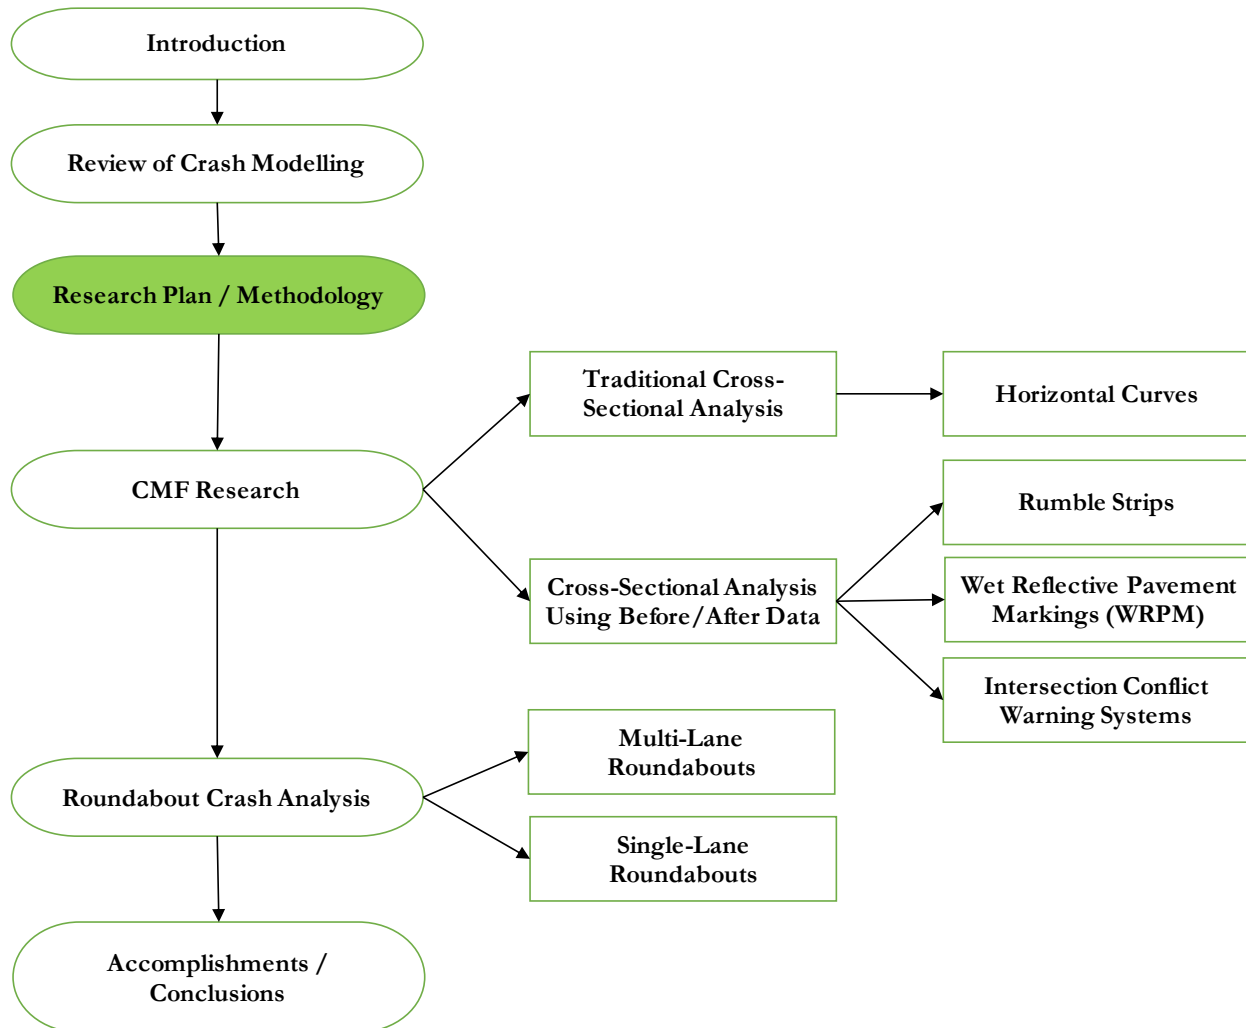 Introduction
Review of Crash Modelling
Research Plan / Methodology
CMF Research
Traditional Cross-
Sectional Analysis
Horizontal Curves
Cross-Sectional Analysis
Using Before/After Data
Rumble Strips
Wet Reflective Pavement
Markings (WRPM)
Intersection Conflict
Warning Systems
Roundabout Crash Analysis
Multi-Lane
Roundabouts
Single-Lane
Roundabouts
Accomplishments /
Conclusions